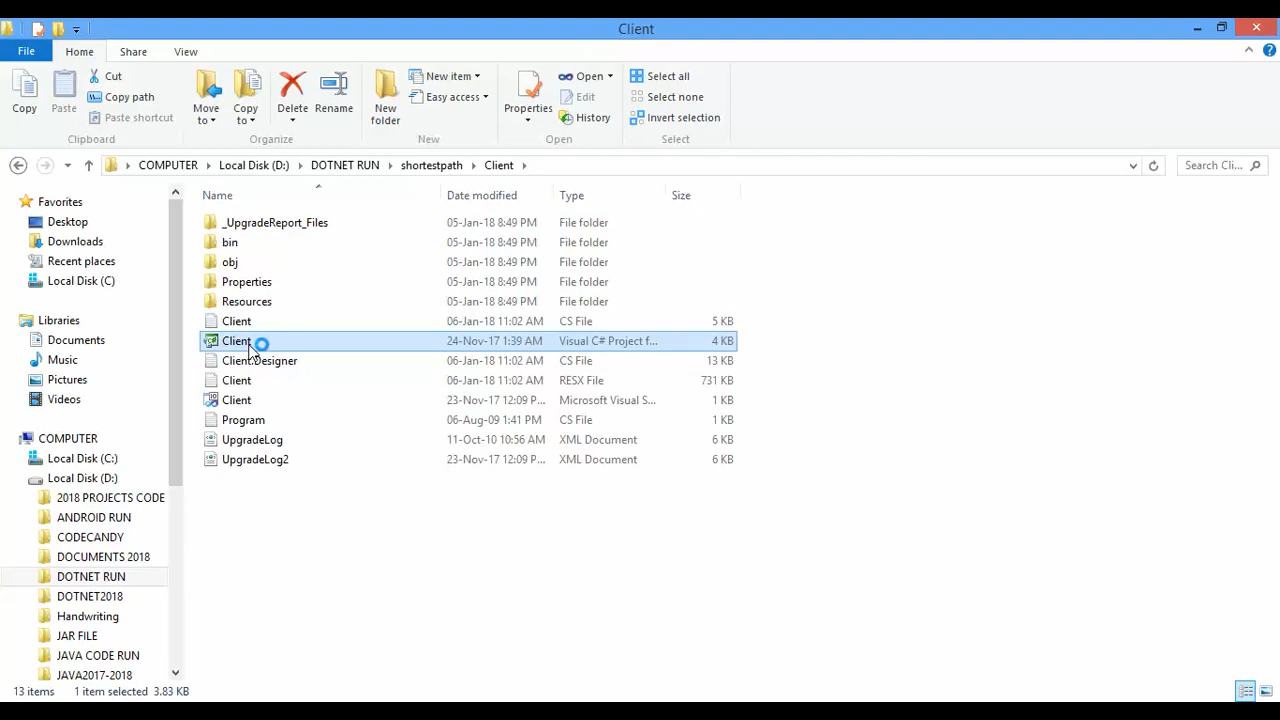 Client
File Home Share View
Copy Paste Cut Copy path Paste shortcut Move to Copy to Delete Rename New folder New item Easy access Properties Open Edit History Select all Select none Invert selection
Clipboard Organize New Open Select
COMPUTER Local Disk (D:) DOTNET RUN shortestpath Client Search Cli...
Name Date modified Type Size
Favorites
Desktop
Downloads
Recent places
Local Disk (C)
Libraries
Documents
Music
Pictures
Videos
COMPUTER
Local Disk (C:)
Local Disk (D:)
2018 PROJECTS CODE
ANDROID RUN
CODECANDY
DOCUMENTS 2018
DOTNET RUN
DOTNET2018
Handwriting
JAR FILE
JAVA CODE RUN
JAVA2017-2018
_UpgradeReport_Files 05-Jan-18 8:49 PM File folder
bin 05-Jan-18 8:49 PM File folder
obj 05-Jan-18 8:49 PM File folder
Properties 05-Jan-18 8:49 PM File folder
Resources 05-Jan-18 8:49 PM File folder
Client 06-Jan-18 11:02 AM CS File 5 KB
Client 24-Nov-17 1:39 AM Visual C# Project f... 4 KB
Client.Designer 06-Jan-18 11:02 AM CS File 13 KB
Client 06-Jan-18 11:02 AM RESX File 731 KB
Client 23-Nov-17 12:09 P... Microsoft Visual S... 1 KB
Program 06-Aug-09 1:41 PM CS File 1 KB
UpgradeLog 11-Oct-10 10:56 AM XML Document 6 KB
UpgradeLog2 23-Nov-17 12:09 P... XML Document 6 KB
13 items 1 item selected 3.83 KB